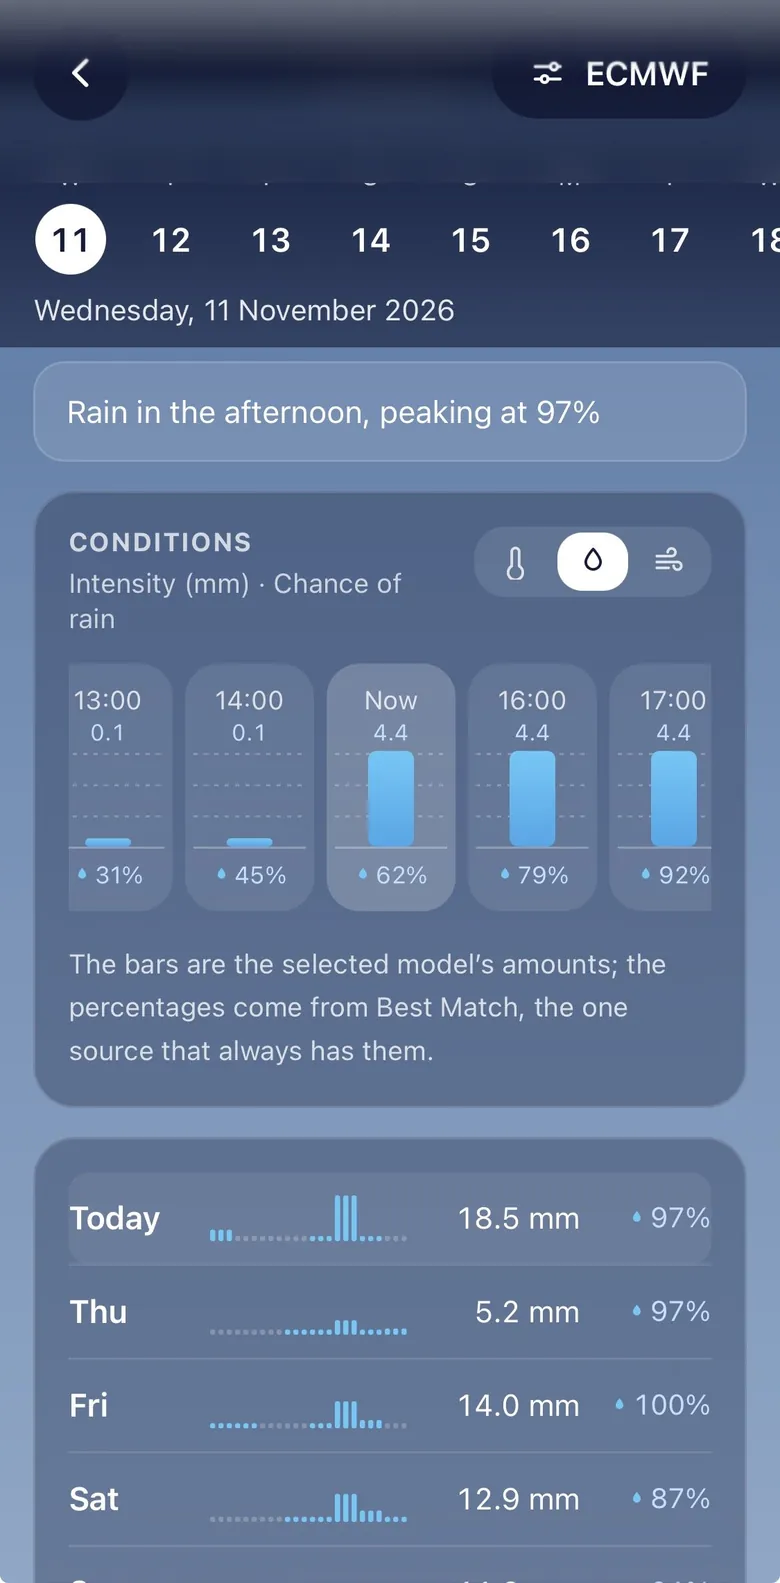 ECMWF
11 12 13 14 15 16 17
Wednesday, 11 November 2026
Rain in the afternoon, peaking at 97%
CONDITIONS
Intensity (mm) · Chance of
rain
13:00 14:00 Now 16:00 17:00
0.1 0.1 4.4 4.4 4.4
31% 45% 62% 79% 92%
The bars are the selected model’s amounts; the
percentages come from Best Match, the one
source that always has them.
Today 18.5 mm 97%
Thu 5.2 mm 97%
Fri 14.0 mm 100%
Sat 12.9 mm 87%